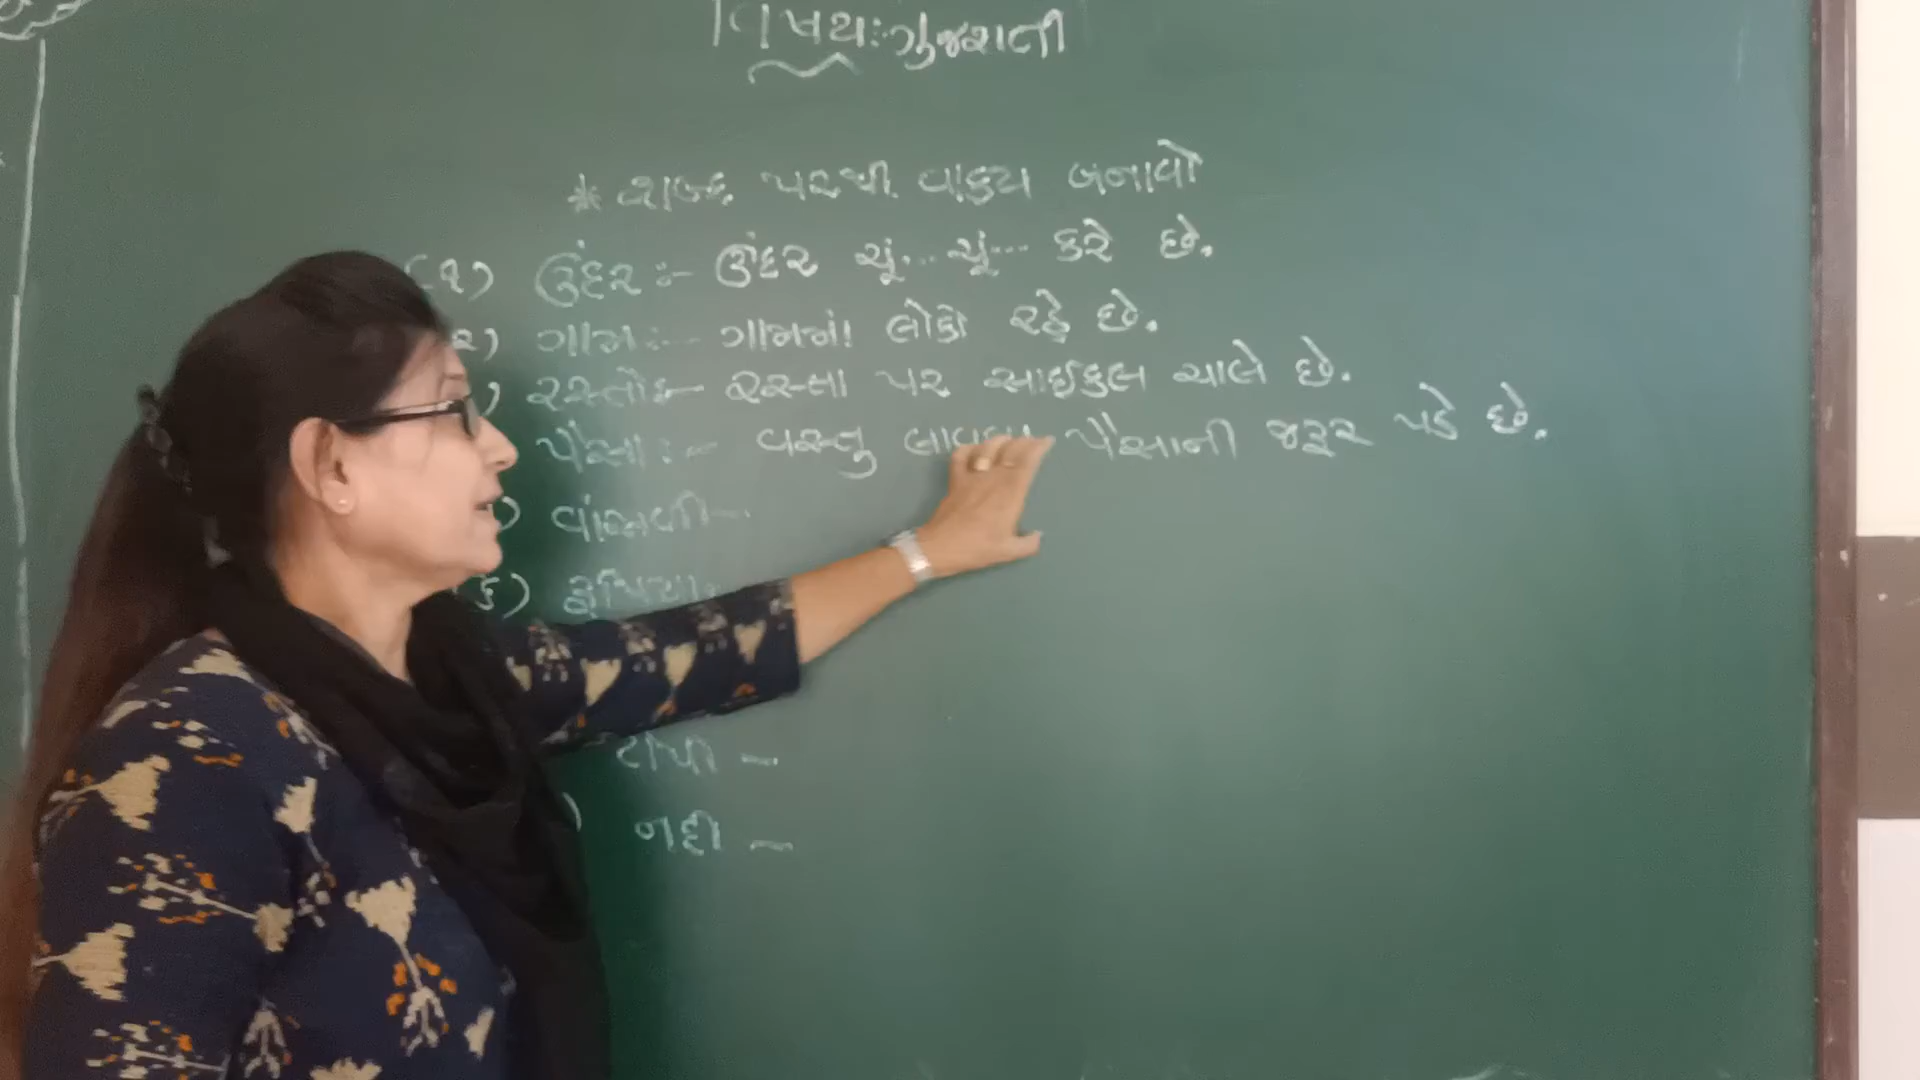 વિષય:ગુજરાતી
* શબ્દ પરથી વાક્ય બનાવો
(૧) ઉંદર :- ઉંદર ચૂં...ચૂં... કરે છે.
૨) ગામ :- ગામમાં લોકો રહે છે.
) રસ્તો :- રસ્તા પર સાઈકલ ચાલે છે.
પૈસા :- વસ્તુ લાવવા પૈસાની જરૂર પડે છે.
) વાંસળી -
૬) રૂપિયા
ટોપી -
) નદી -